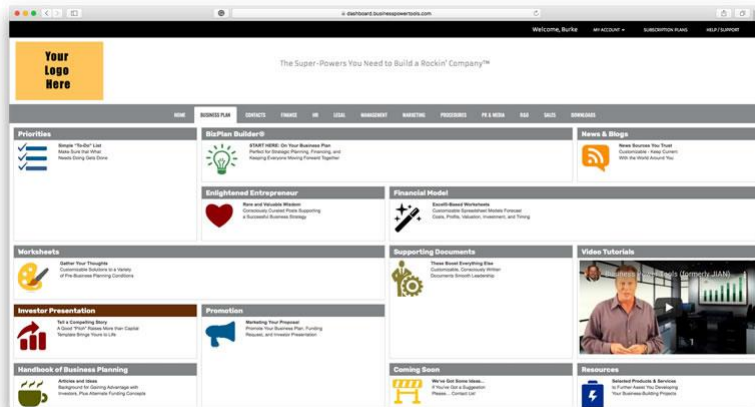 dashboard.businesspowertools.com
Welcome, Burke MY ACCOUNT SUBSCRIPTION PLANS HELP / SUPPORT
Your
Logo
Here
The Super-Powers You Need to Build a Rockin' Company™
HOME BUSINESS PLAN CONTACTS FINANCE HR LEGAL MANAGEMENT MARKETING PROCEDURES PR & MEDIA R&D SALES DOWNLOADS
Priorities
Simple "To-Do" List
Make Sure that What
Needs Doing Gets Done
BizPlan Builder®
START HERE: On Your Business Plan
Perfect for Strategic Planning, Financing, and
Keeping Everyone Moving Forward Together
News & Blogs
News Sources You Trust
Customizable - Keep Current
With the World Around You
Enlightened Entrepreneur
Rare and Valuable Wisdom
Consciously Curated Posts Supporting
a Successful Business Strategy
Financial Model
Excel®-Based Worksheets
Customizable Spreadsheet Models Forecast
Costs, Profits, Valuation, Investment, and Timing
Worksheets
Gather Your Thoughts
Customizable Solutions to a Variety
of Pre-Business Planning Conditions
Supporting Documents
Those Boxel Everything Else
Customizable, Consciously Written
Documents Smooth Leadership
Video Tutorials
Business Power Tools (formerly JIAN)
Investor Presentation
Tell a Compelling Story
A Good "Pitch" Raises More than Capital
Template Brings Yours to Life
Promotion
Marketing Your Proposal
Promote Your Business Plan, Funding
Request, and Investor Presentation
Handbook of Business Planning
Articles and Ideas
Background for Gaining Advantage with
Investors, Plus Alternate Funding Concepts
Coming Soon
We've Got Some Ideas...
If You've Got a Suggestion
Please... Contact Us!
Resources
Selected Products & Services
to Further Assist You Developing
Your Business-Building Projects